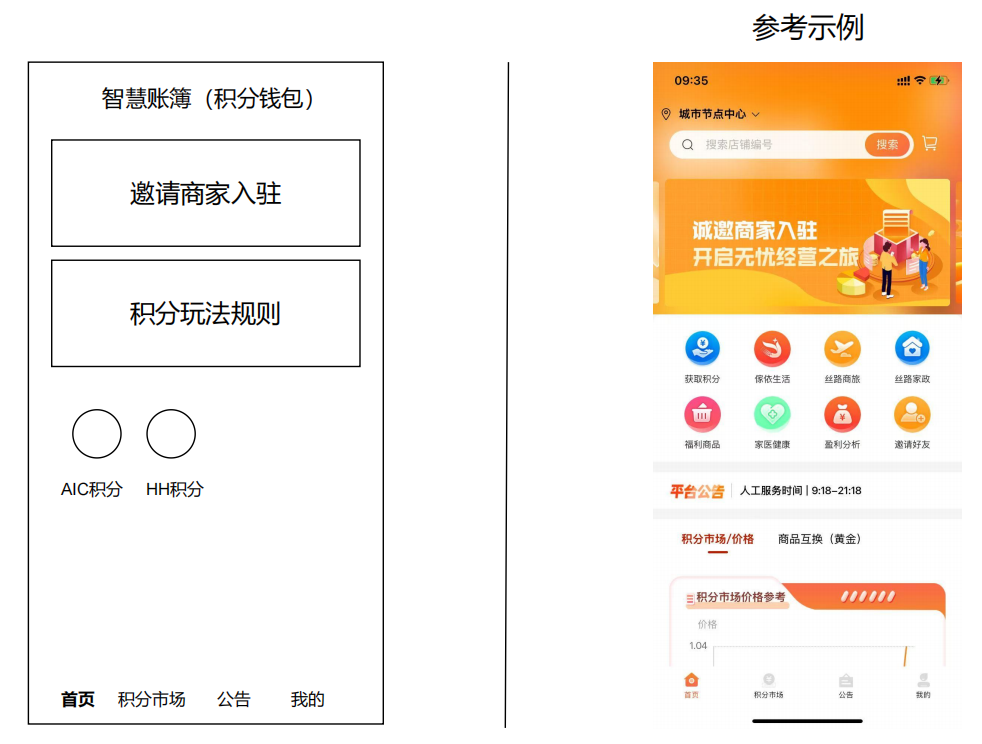 参考示例
智慧账簿（积分钱包）
邀请商家入驻
积分玩法规则
AIC积分 HH积分
首页 积分市场 公告 我的
09:35
城市节点中心
搜索店铺编号 搜索
诚邀商家入驻
开启无忧经营之旅
获取积分 傢依生活 丝路商旅 丝路家政
福利商品 家医健康 盈利分析 邀请好友
平台公告 人工服务时间 | 9:18-21:18
积分市场/价格 商品互换（黄金）
积分市场价格参考
价格
1.04
首页 积分市场 公告 我的